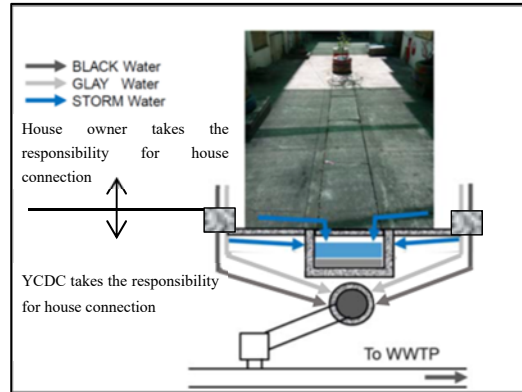 BLACK Water
GLAY Water
STORM Water
House owner takes the
responsibility for house
connection
YCDC takes the responsibility
for house connection
To WWTP